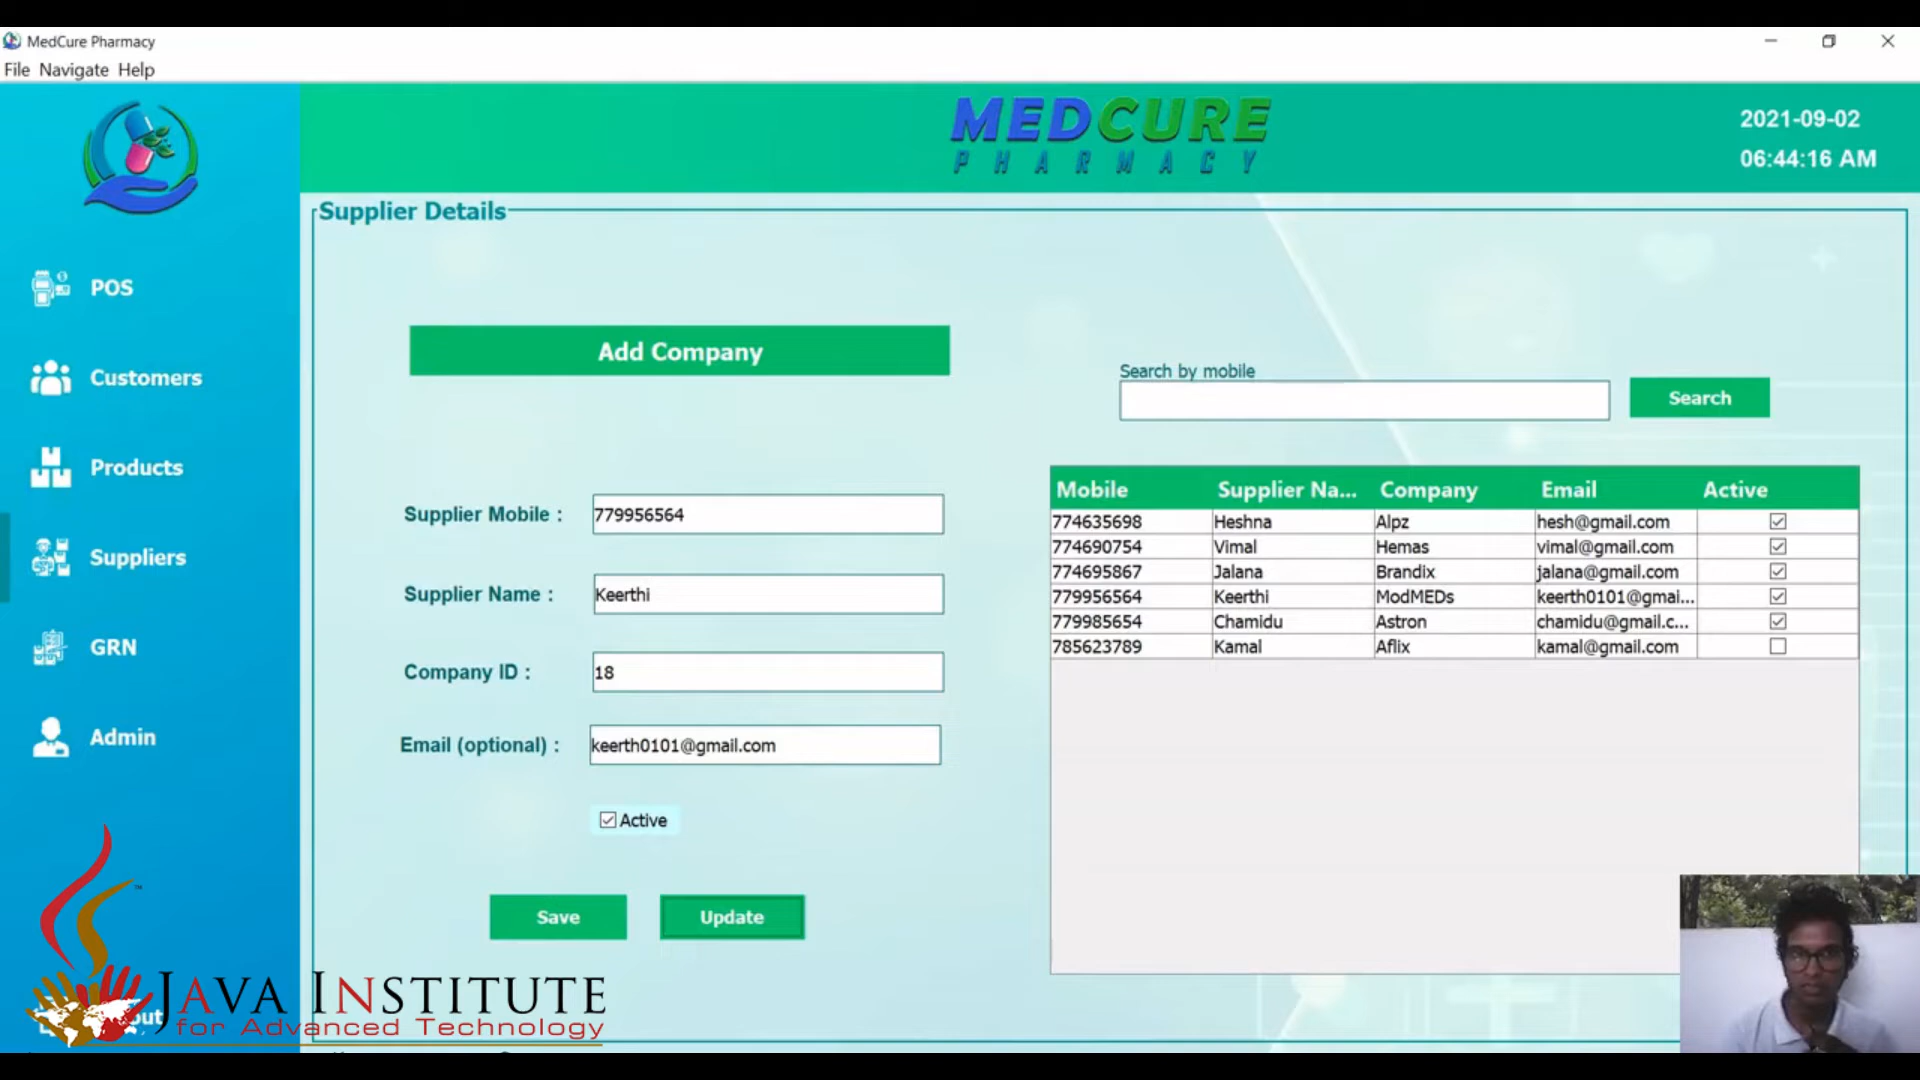 MedCure Pharmacy
File Navigate Help
MEDCURE
PHARMACY
2021-09-02
06:44:16 AM
POS
Customers
Products
Suppliers
GRN
Admin
Supplier Details
Add Company
Supplier Mobile : 779956564
Supplier Name : Keerthi
Company ID : 18
Email (optional) : keerth0101@gmail.com
Active
Save Update
Search by mobile
Search
Mobile Supplier Na... Company Email Active
774635698 Heshna Alpz hesh@gmail.com
774690754 Vimal Hemas vimal@gmail.com
774695867 Jalana Brandix jalana@gmail.com
779956564 Keerthi ModMEDs keerth0101@gmai...
779985654 Chamidu Astron chamidu@gmail.c...
785623789 Kamal Aflix kamal@gmail.com
JAVA INSTITUTE
for Advanced Technology